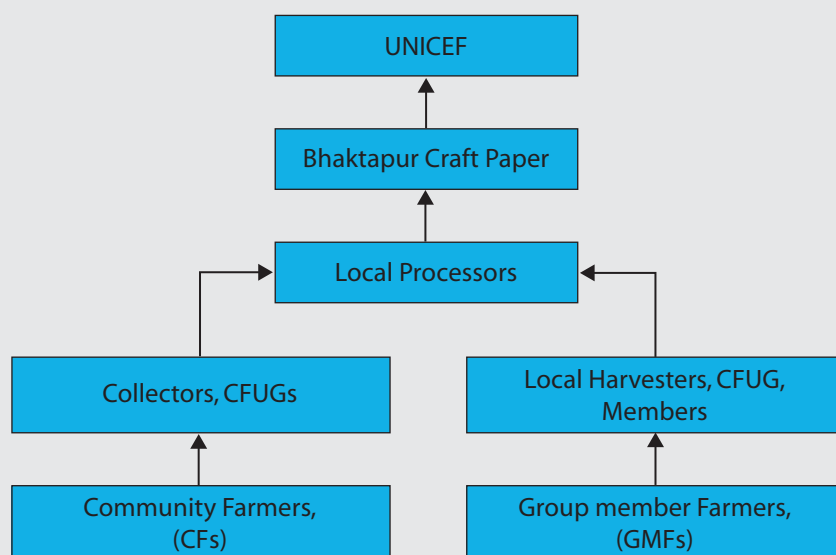 UNICEF
Bhaktapur Craft Paper
Local Processors
Collectors, CFUGs
Local Harvesters, CFUG,
Members
Community Farmers,
(CFs)
Group member Farmers,
(GMFs)